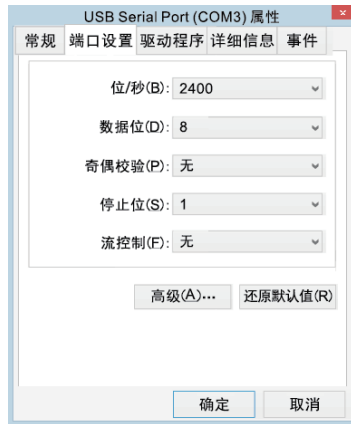 USB Serial Port (COM3) 属性
常规 端口设置 驱动程序 详细信息 事件
位/秒(B): 2400
数据位(D): 8
奇偶校验(P): 无
停止位(S): 1
流控制(F): 无
高级(A)... 还原默认值(R)
确定 取消